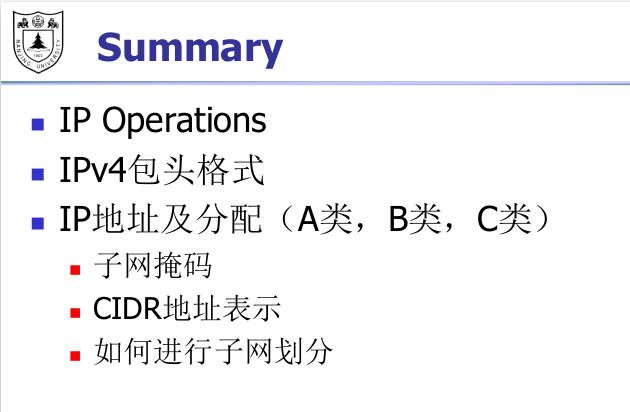 NANJING UNIVERSITY
1902
Summary
IP Operations
IPv4包头格式
IP地址及分配（A类，B类，C类）
子网掩码
CIDR地址表示
如何进行子网划分